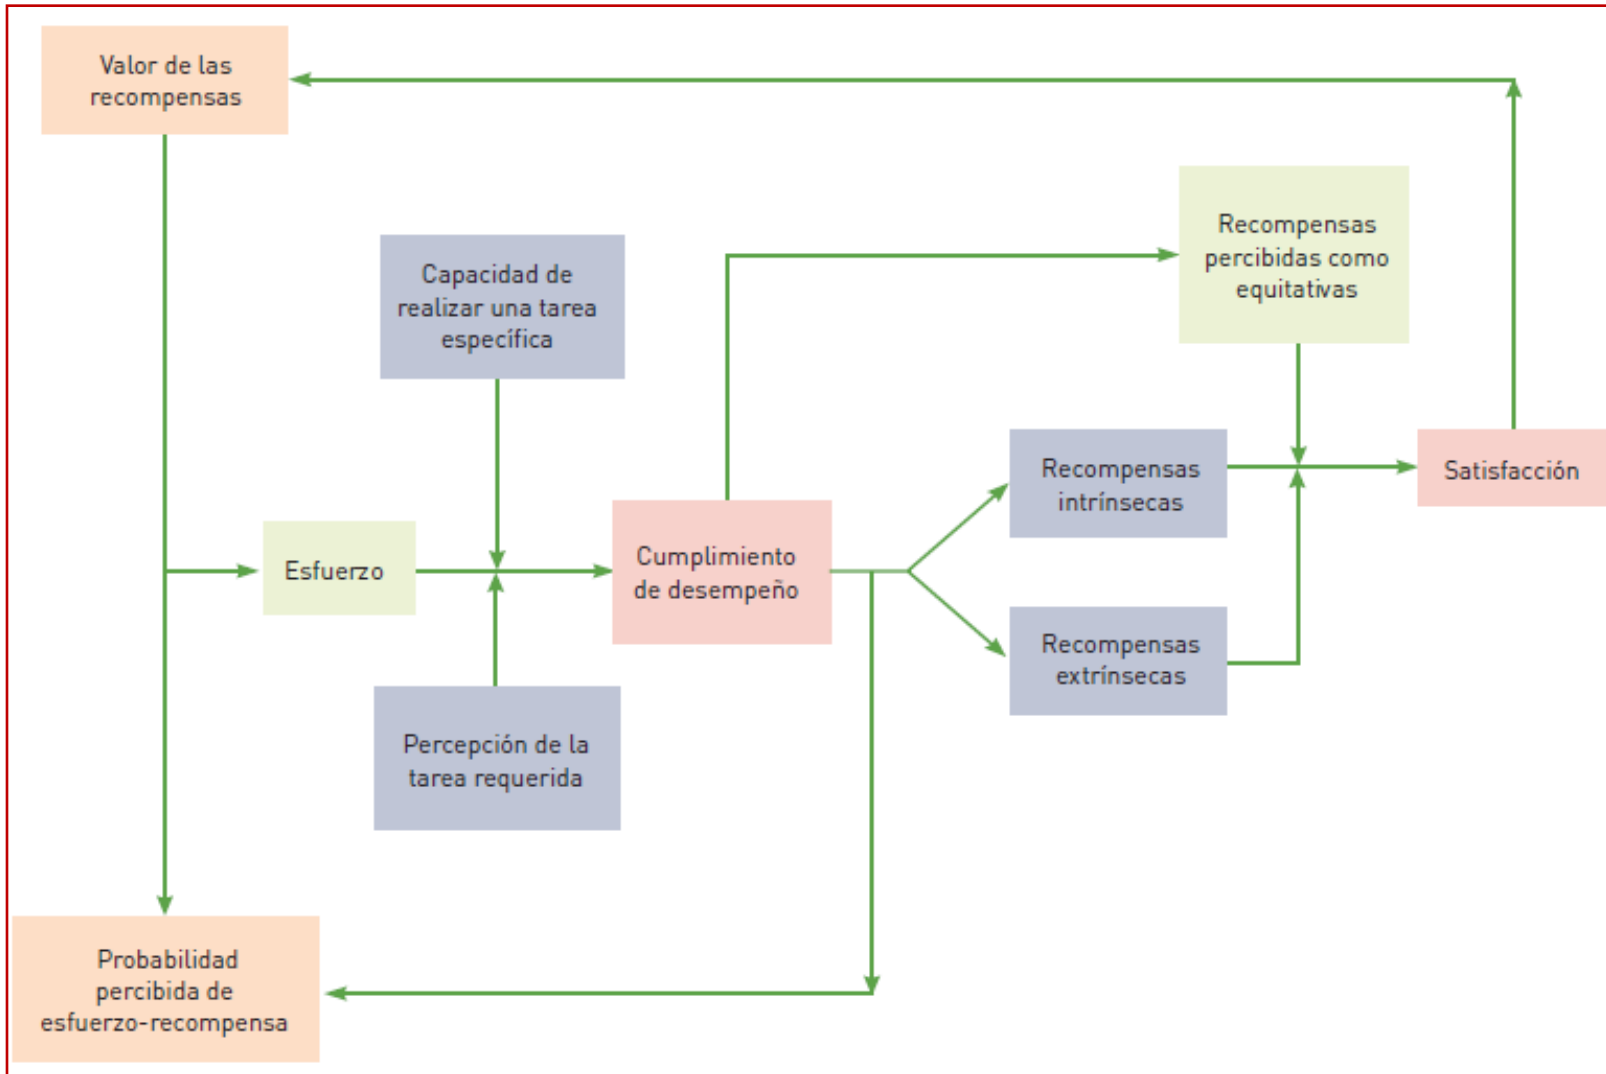 Valor de las
recompensas
Recompensas
percibidas como
equitativas
Capacidad de
realizar una tarea
específica
Recompensas
intrínsecas
Satisfacción
Esfuerzo
Cumplimiento
de desempeño
Recompensas
extrínsecas
Percepción de la
tarea requerida
Probabilidad
percibida de
esfuerzo-recompensa